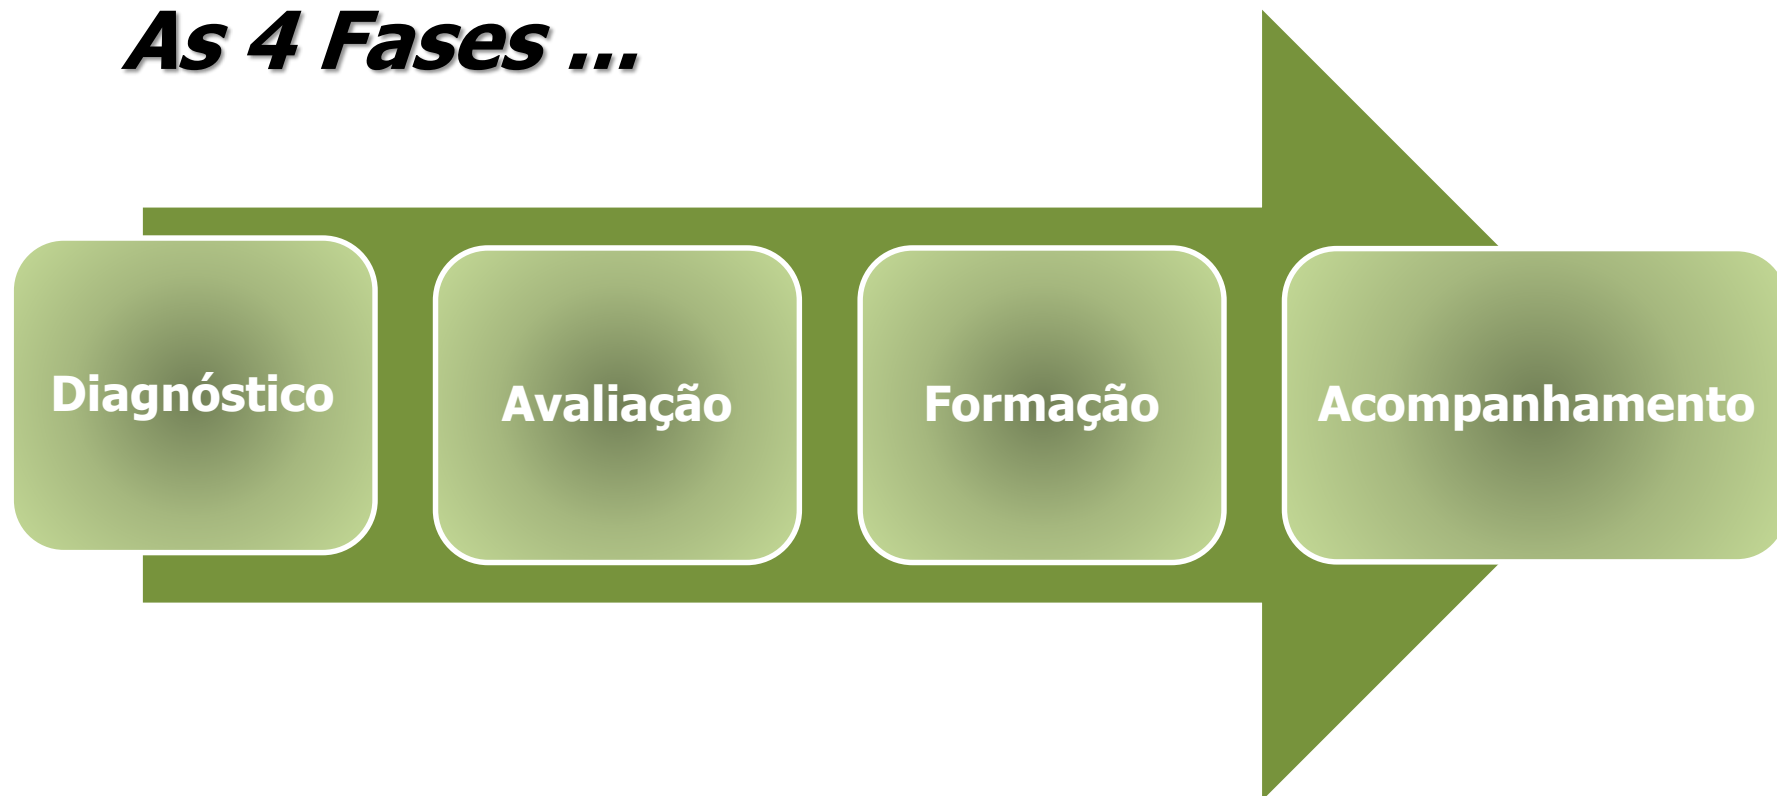 As 4 Fases ...
Diagnóstico
Avaliação
Formação
Acompanhamento